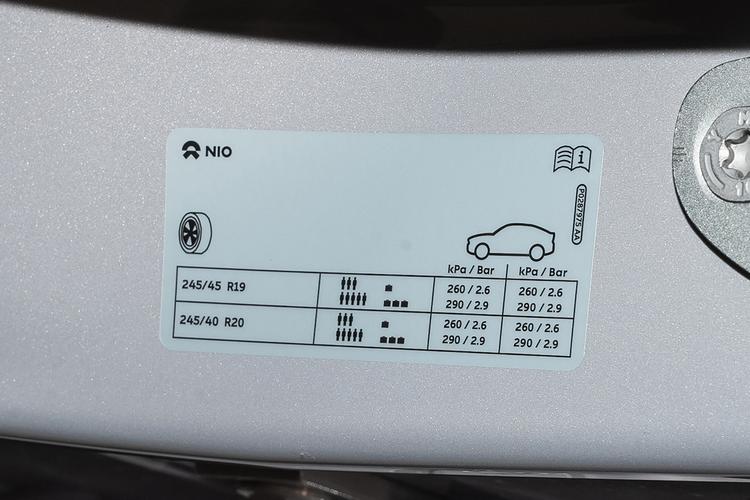 NIO
i
P0287975 AA
kPa / Bar kPa / Bar
245/45 R19 260 / 2.6 260 / 2.6
290 / 2.9 290 / 2.9
245/40 R20 260 / 2.6 260 / 2.6
290 / 2.9 290 / 2.9